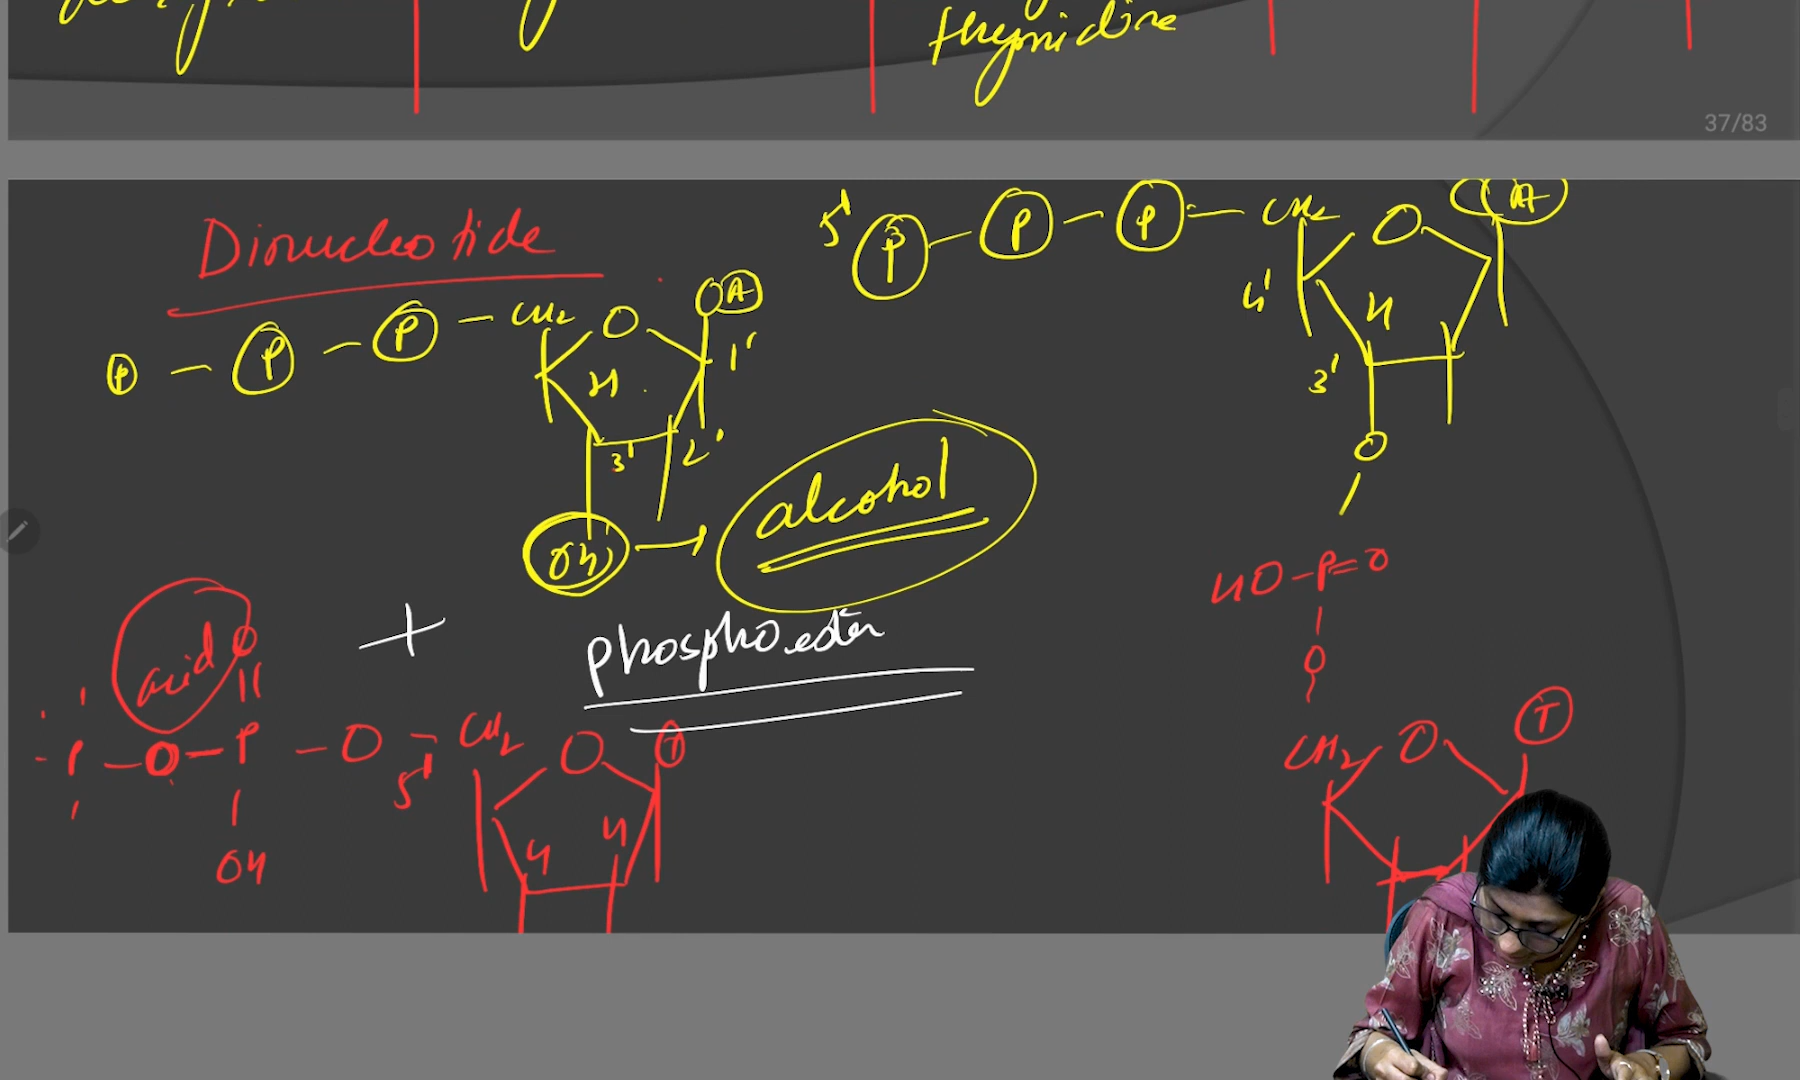 thymidine
37/83
Dinucleotide
5' P - P - P - CH2 O A
4' H 3'
O
P - P - P - CH2 O A
H 1' 2' 3'
OH → alcohol
+ phosphoester
acid
O
P - O - P - O - CH2 O T
5'
OH
H H
HO-P=O
O
CH2 O T